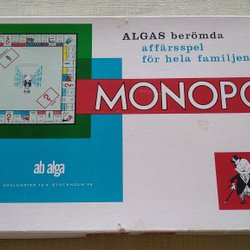 ALGAS berömda
affärsspel
för hela familjen
MONOPO
ab alga
STOCKHOLM